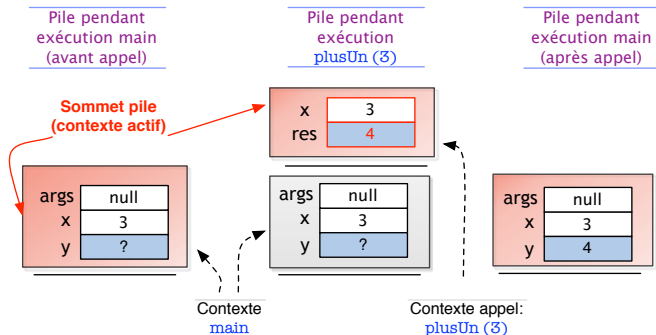 Pile pendant
exécution main
(avant appel)
Pile pendant
exécution
plusUn (3)
Pile pendant
exécution main
(après appel)
Sommet pile
(contexte actif)
x 3
res 4
args null
x 3
y ?
args null
x 3
y ?
args null
x 3
y 4
Contexte
main
Contexte appel:
plusUn (3)